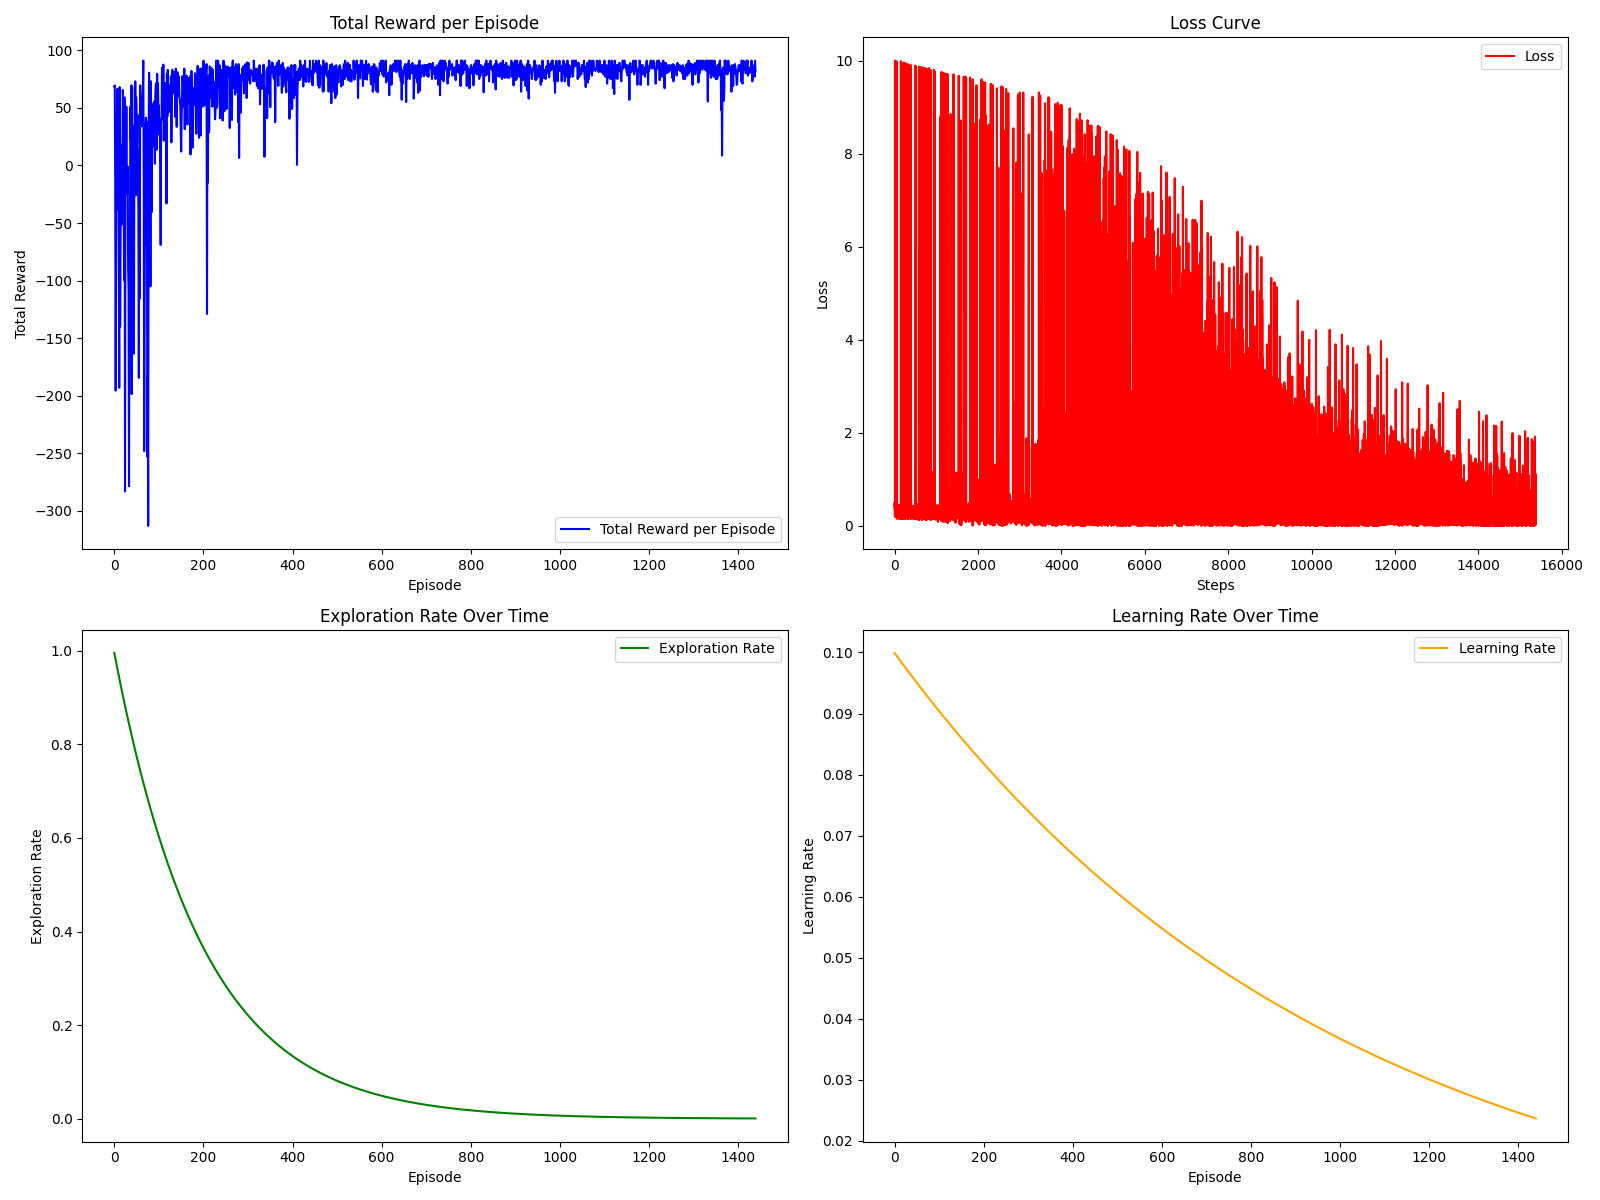 Total Reward per Episode
100
50
0
−50
−100
−150
−200
−250
−300
Total Reward
Total Reward per Episode
0 200 400 600 800 1000 1200 1400
Episode
Loss Curve
10
8
6
4
2
0
Loss
Loss
0 2000 4000 6000 8000 10000 12000 14000 16000
Steps
Exploration Rate Over Time
1.0
0.8
0.6
0.4
0.2
0.0
Exploration Rate
Exploration Rate
0 200 400 600 800 1000 1200 1400
Episode
Learning Rate Over Time
0.10
0.09
0.08
0.07
0.06
0.05
0.04
0.03
0.02
Learning Rate
Learning Rate
0 200 400 600 800 1000 1200 1400
Episode